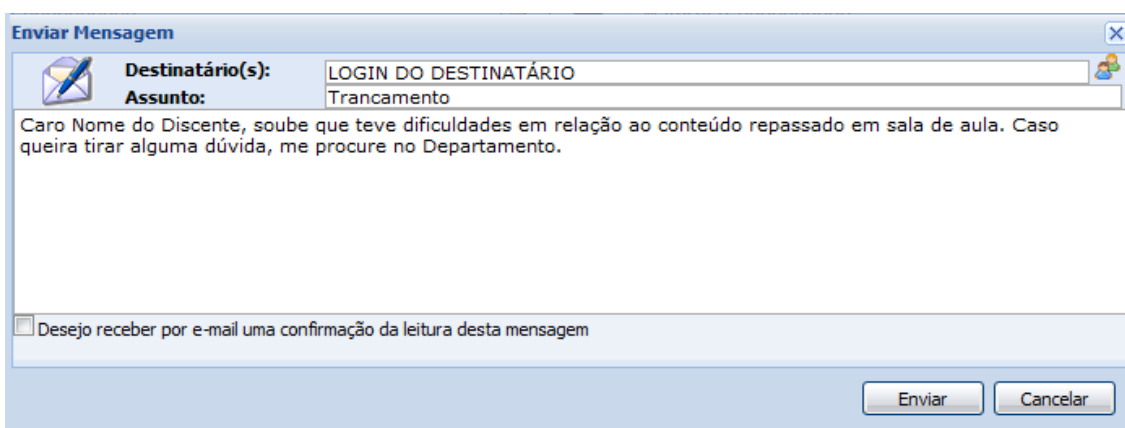 Enviar Mensagem
Destinatário(s): LOGIN DO DESTINATÁRIO
Assunto: Trancamento
Caro Nome do Discente, soube que teve dificuldades em relação ao conteúdo repassado em sala de aula. Caso
queira tirar alguma dúvida, me procure no Departamento.
Desejo receber por e-mail uma confirmação da leitura desta mensagem
Enviar Cancelar